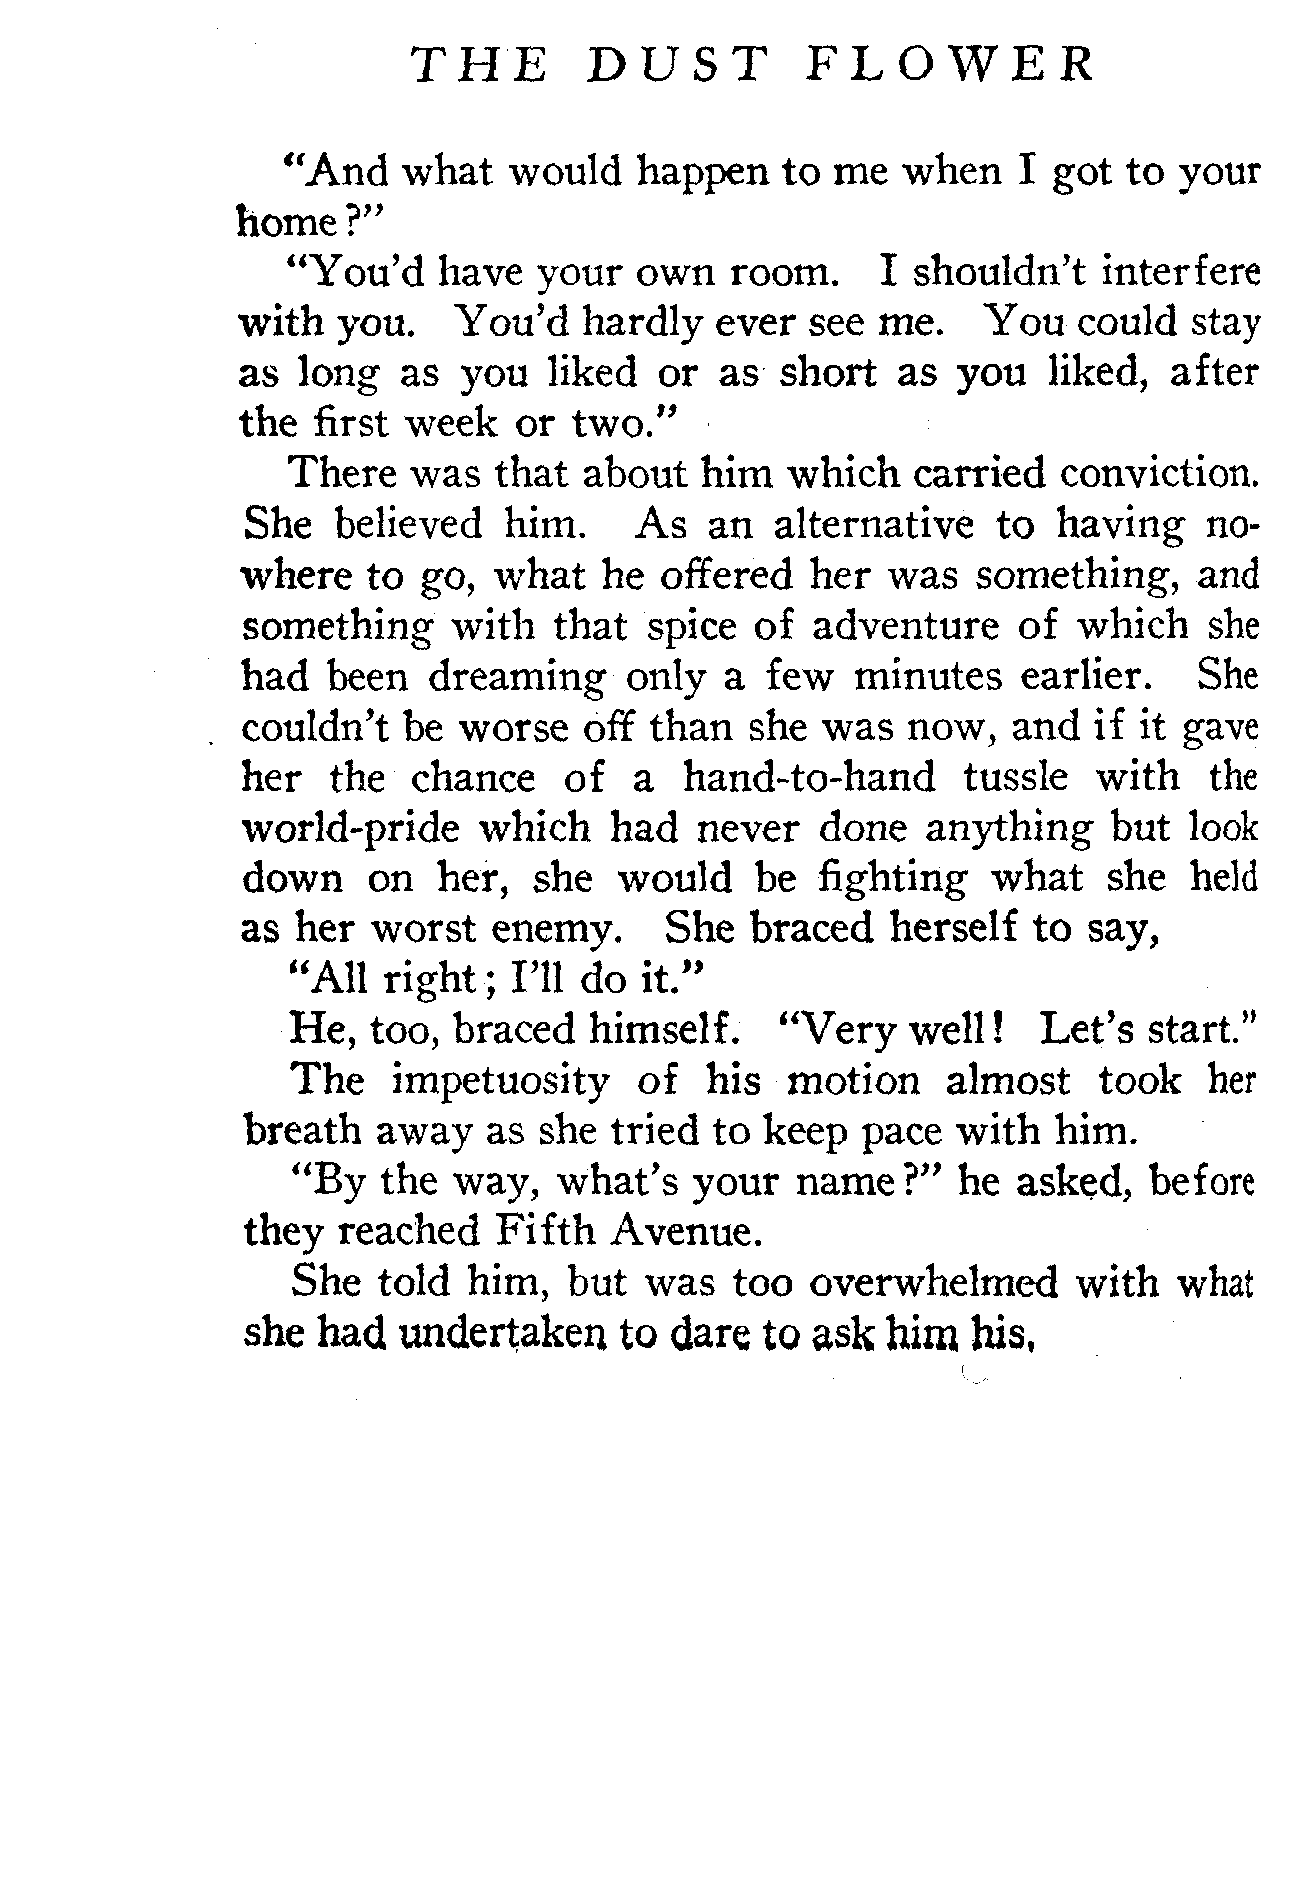 THE DUST FLOWER
“And what would happen to me when I got to your
home?”
“You’d have your own room. I shouldn’t interfere
with you. You’d hardly ever see me. You could stay
as long as you liked or as short as you liked, after
the first week or two.”
There was that about him which carried conviction.
She believed him. As an alternative to having no-
where to go, what he offered her was something, and
something with that spice of adventure of which she
had been dreaming only a few minutes earlier. She
couldn’t be worse off than she was now, and if it gave
her the chance of a hand-to-hand tussle with the
world-pride which had never done anything but look
down on her, she would be fighting what she held
as her worst enemy. She braced herself to say,
“All right; I’ll do it.”
He, too, braced himself. “Very well! Let’s start.”
The impetuosity of his motion almost took her
breath away as she tried to keep pace with him.
“By the way, what’s your name?” he asked, before
they reached Fifth Avenue.
She told him, but was too overwhelmed with what
she had undertaken to dare to ask him his.